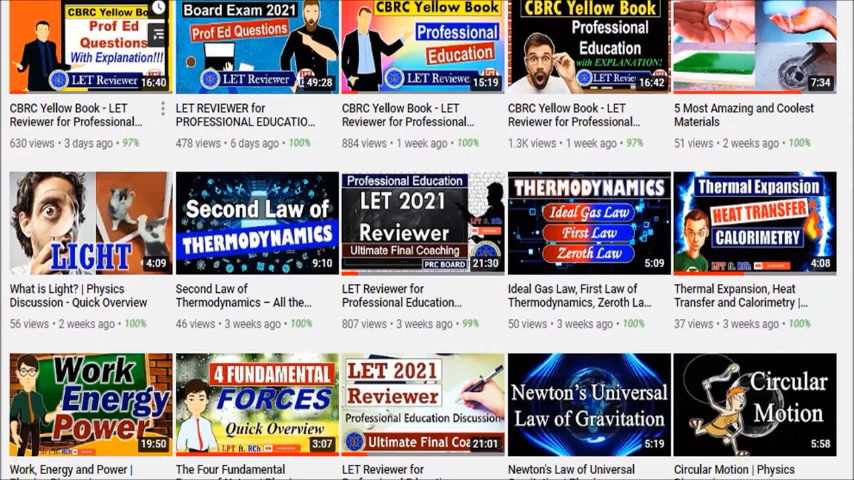 CBRC Yellow Book
Prof Ed
Questions
With Explanation!!!
LET Reviewer
16:40
Board Exam 2021
Prof Ed Questions
LET Reviewer
49:28
CBRC Yellow Book
Professional
Education
LET Reviewe
15:19
CBRC Yellow Book
Professional
Education
with EXPLANATION!
LET Revie
16:42
7:34
CBRC Yellow Book - LET
Reviewer for Professional...
630 views • 3 days ago • 97%
LET REVIEWER for
PROFESSIONAL EDUCATIO...
478 views • 6 days ago • 100%
CBRC Yellow Book - LET
Reviewer for Professional...
884 views • 1 week ago • 100%
CBRC Yellow Book - LET
Reviewer for Professional...
1.3K views • 1 week ago • 97%
5 Most Amazing and Coolest
Materials
51 views • 2 weeks ago • 100%
LIGHT
4:09
Second Law of
THERMODYNAMICS
9:10
Professional Education
LET 2021
Reviewer
Ultimate Final Coaching
PRC BOARD
21:30
THERMODYNAMICS
Ideal Gas Law
First Law
Zeroth Law
5:09
Thermal Expansion
HEAT TRANSFER
CALORIMETRY
LPT ft. RCh
4:08
What is Light? | Physics
Discussion - Quick Overview
56 views • 2 weeks ago • 100%
Second Law of
Thermodynamics – All the...
46 views • 3 weeks ago • 100%
LET Reviewer for
Professional Education...
807 views • 3 weeks ago • 99%
Ideal Gas Law, First Law of
Thermodynamics, Zeroth La...
50 views • 3 weeks ago • 100%
Thermal Expansion, Heat
Transfer and Calorimetry |...
37 views • 3 weeks ago • 100%
Work
Energy
Power
19:50
4 FUNDAMENTAL
FORCES
Quick Overview
LPT ft. RCh
3:07
LET 2021
Reviewer
Professional Education Discussion
Ultimate Final Coa
21:01
Newton's Universal
Law of Gravitation
5:19
Circular
Motion
5:58
Work, Energy and Power |
The Four Fundamental
LET Reviewer for
Newton's Law of Universal
Circular Motion | Physics